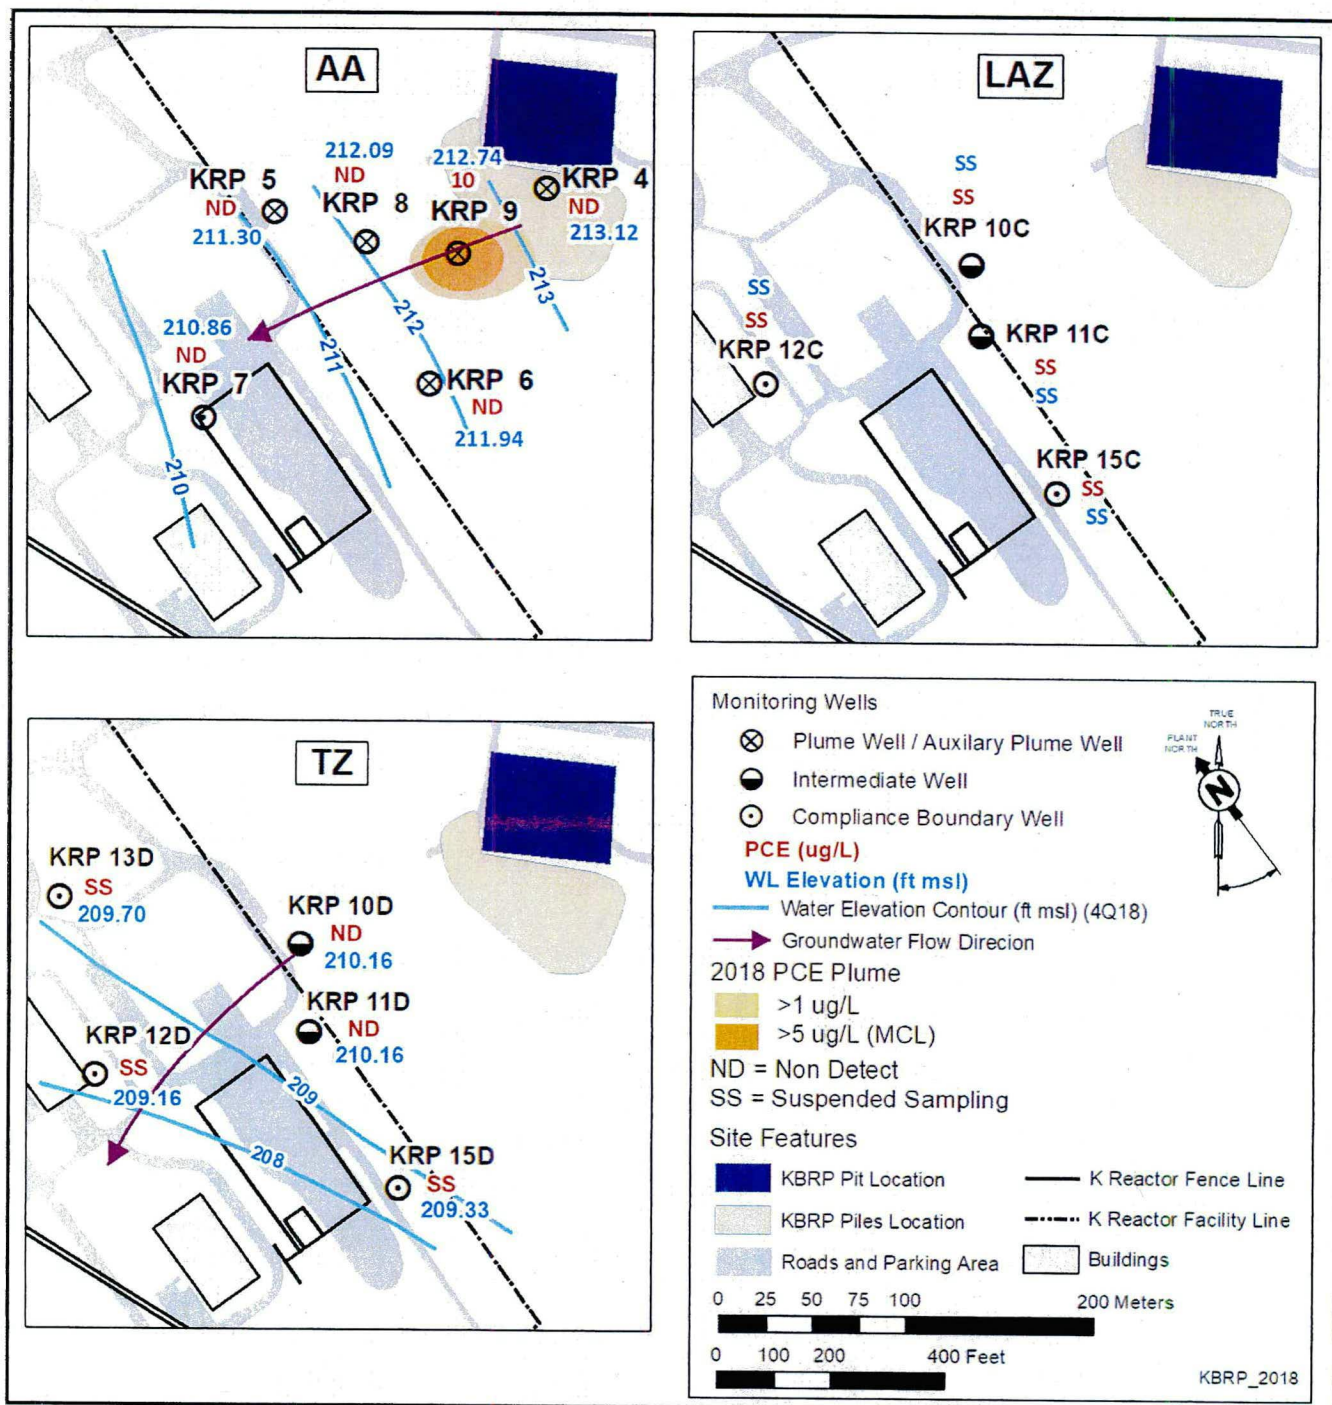 AA
212.09
ND
KRP 8
212.74
10
KRP 9
KRP 5
ND
211.30
KRP 4
ND
213.12
213
212
211
210
210.86
ND
KRP 7
KRP 6
ND
211.94
LAZ
SS
SS
KRP 10C
SS
SS
KRP 12C
KRP 11C
SS
SS
KRP 15C
SS
SS
TZ
KRP 13D
SS
209.70
KRP 10D
ND
210.16
KRP 11D
ND
210.16
KRP 12D
SS
209.16
209
208
KRP 15D
SS
209.33
Monitoring Wells
Plume Well / Auxilary Plume Well
Intermediate Well
Compliance Boundary Well
PCE (ug/L)
WL Elevation (ft msl)
Water Elevation Contour (ft msl) (4Q18)
Groundwater Flow Direcion
TRUE
NORTH
PLANT
NORTH
N
2018 PCE Plume
>1 ug/L
>5 ug/L (MCL)
ND = Non Detect
SS = Suspended Sampling
Site Features
KBRP Pit Location
KBRP Piles Location
Roads and Parking Area
K Reactor Fence Line
K Reactor Facility Line
Buildings
0 25 50 75 100 200 Meters
0 100 200 400 Feet
KBRP_2018